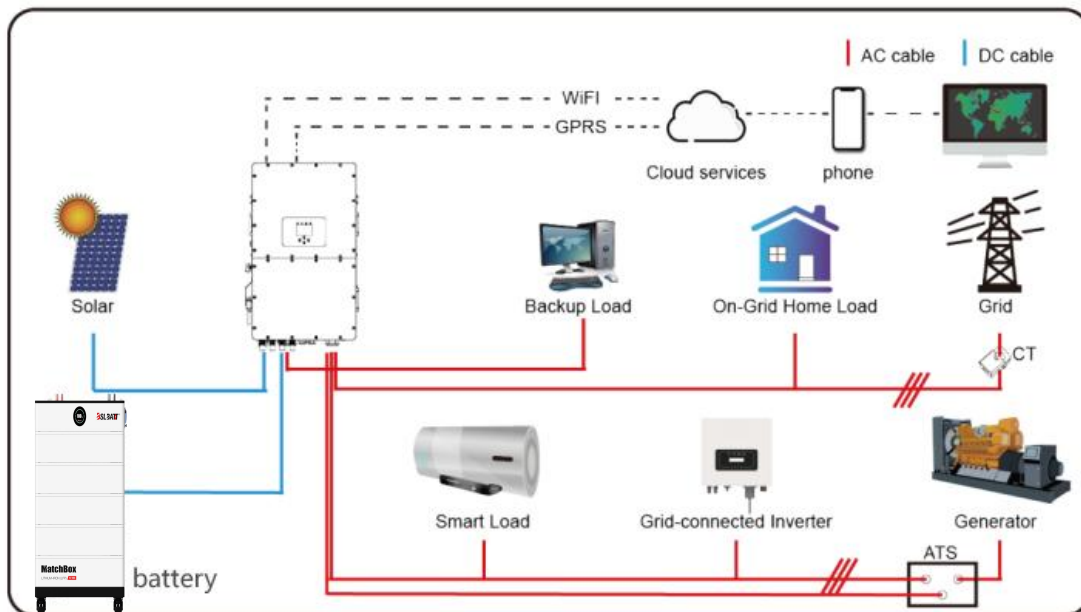 AC cable
DC cable
WiFI
GPRS
Cloud services
phone
Solar
Backup Load
On-Grid Home Load
Grid
CT
BSLBATT
Smart Load
Grid-connected Inverter
Generator
ATS
MatchBox
battery